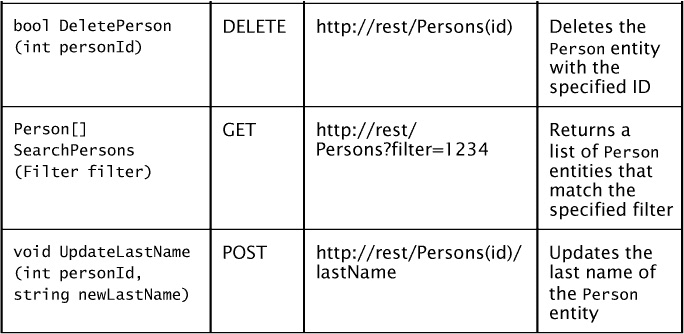 bool DeletePerson
(int personId)
DELETE
http://rest/Persons(id)
Deletes the
Person entity
with the
specified ID
Person[]
SearchPersons
(Filter filter)
GET
http://rest/
Persons?filter=1234
Returns a
list of Person
entities that
match the
specified filter
void UpdateLastName
(int personId,
string newLastName)
POST
http://rest/Persons(id)/
lastName
Updates the
last name of
the Person
entity